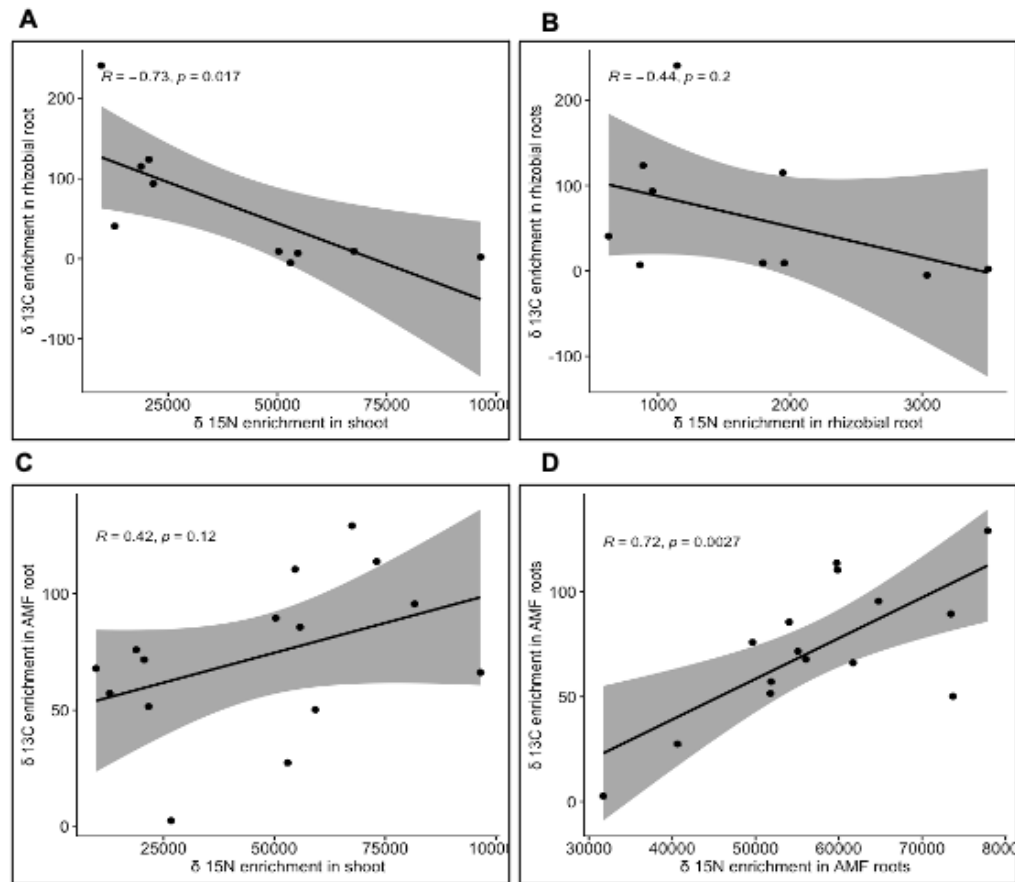 A
R = −0.73, p = 0.017
δ 13C enrichment in rhizobial root
200
100
0
-100
25000 50000 75000 10000
δ 15N enrichment in shoot
B
R = −0.44, p = 0.2
δ 13C enrichment in rhizobial roots
200
100
0
-100
1000 2000 3000
δ 15N enrichment in rhizobial root
C
R = 0.42, p = 0.12
δ 13C enrichment in AMF root
100
50
0
25000 50000 75000 10000
δ 15N enrichment in shoot
D
R = 0.72, p = 0.0027
δ 13C enrichment in AMF roots
100
50
0
30000 40000 50000 60000 70000 8000
δ 15N enrichment in AMF roots